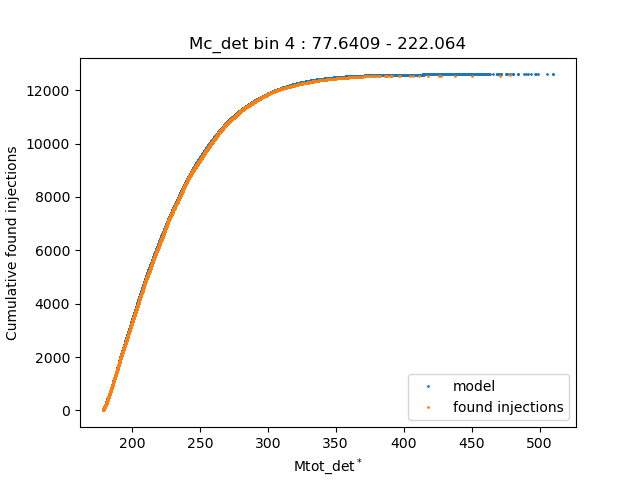 Mc_det bin 4 : 77.6409 - 222.064
Cumulative found injections
12000
10000
8000
6000
4000
2000
0
model
found injections
200 250 300 350 400 450 500
Mtot_det*